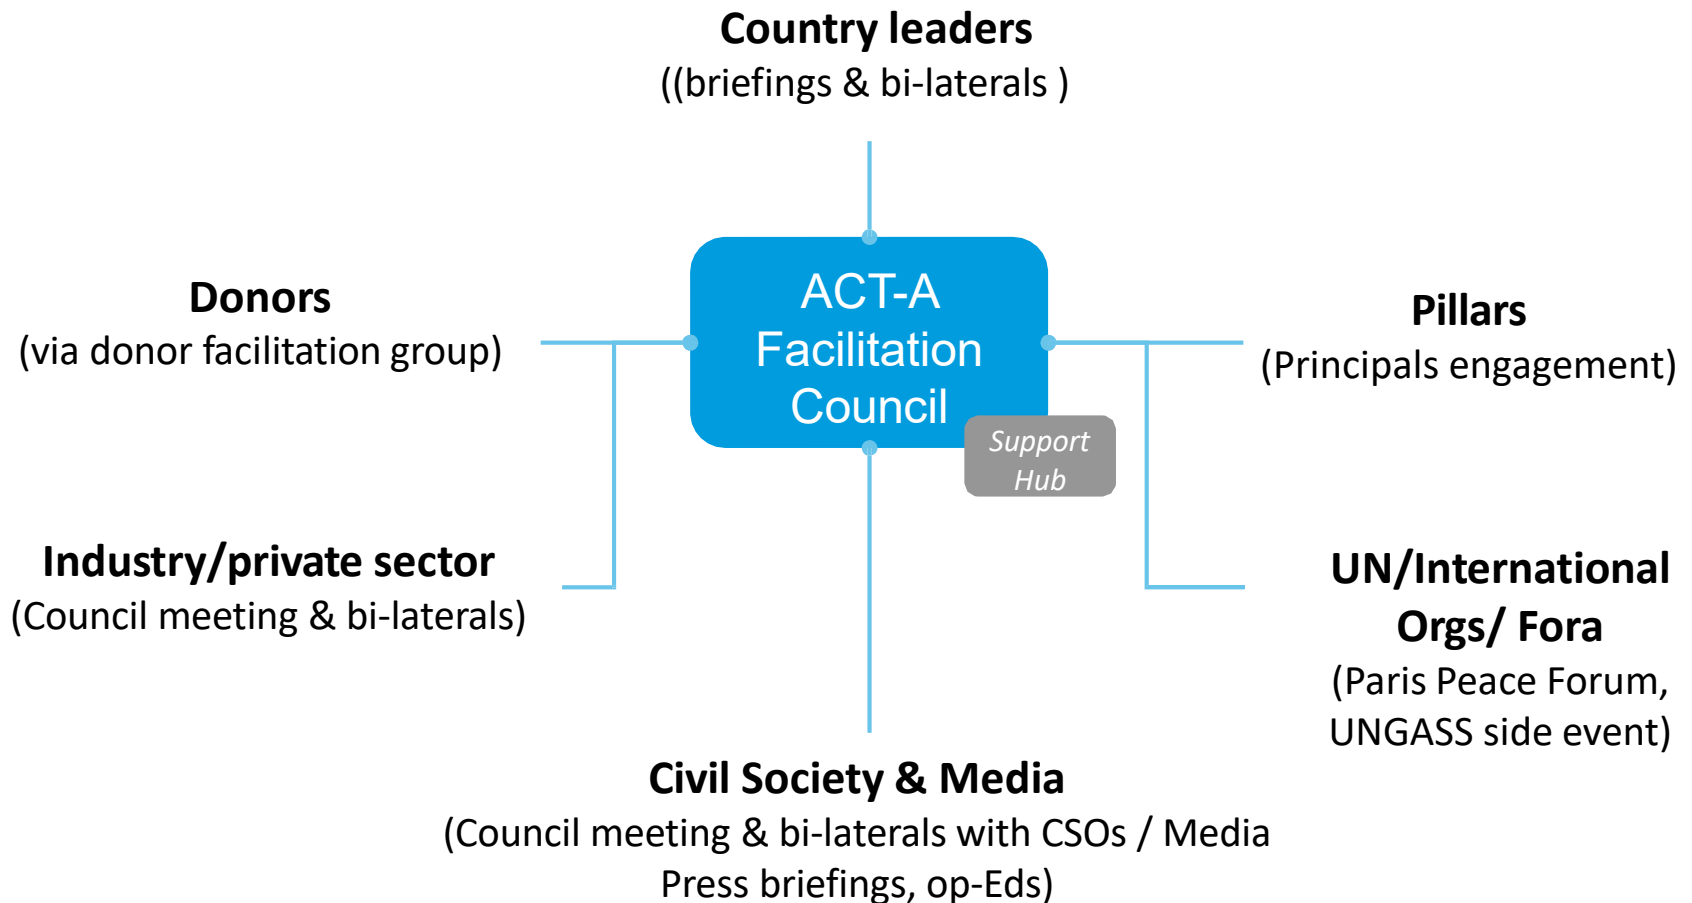 Country leaders
((briefings & bi-laterals )
Donors
(via donor facilitation group)
ACT-A
Facilitation
Council
Support
Hub
Pillars
(Principals engagement)
Industry/private sector
(Council meeting & bi-laterals)
UN/International
Orgs/ Fora
(Paris Peace Forum,
UNGASS side event)
Civil Society & Media
(Council meeting & bi-laterals with CSOs / Media
Press briefings, op-Eds)